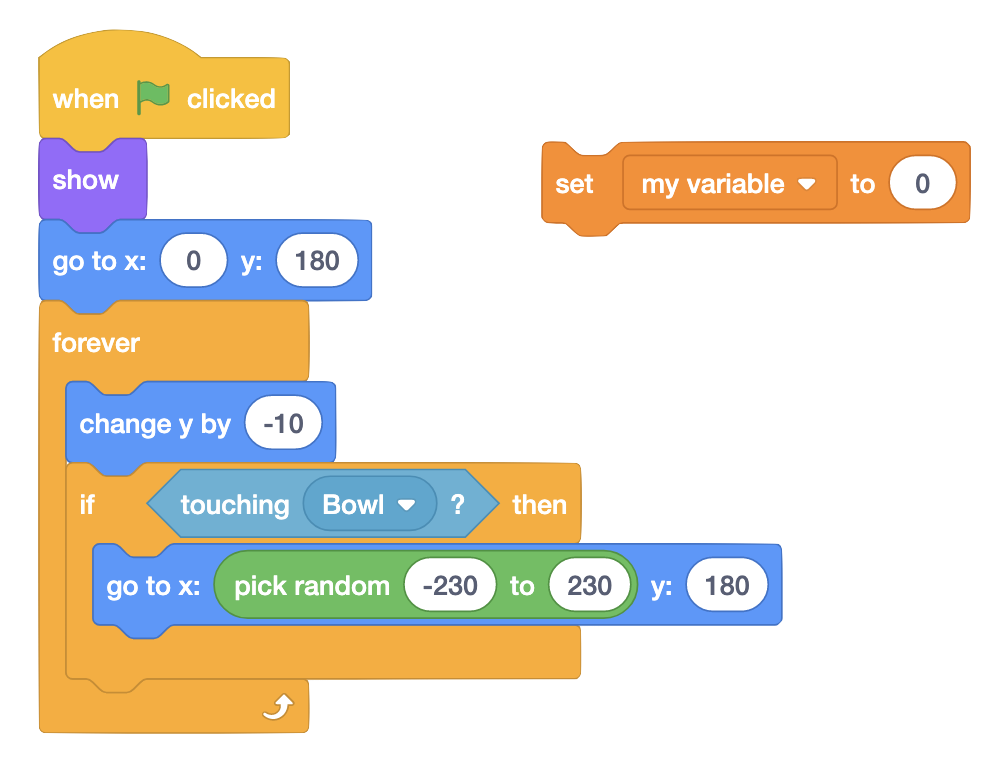 when clicked
show
set my variable to 0
go to x: 0 y: 180
forever
change y by -10
if touching Bowl ? then
go to x: pick random -230 to 230 y: 180